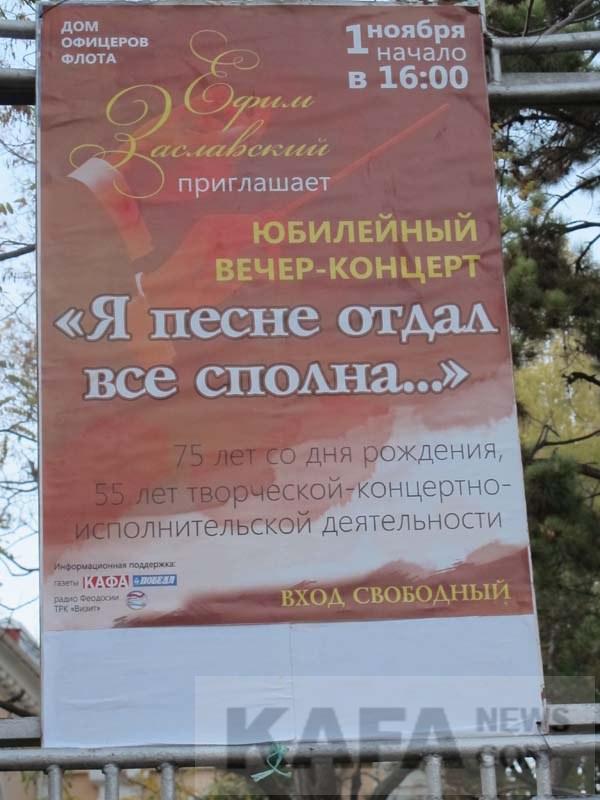 ДОМ
ОФИЦЕРОВ
ФЛОТА
1 ноября
начало
в 16:00
Ефим
Заславский
приглашает
ЮБИЛЕЙНЫЙ
ВЕЧЕР-КОНЦЕРТ
«Я песне отдал
все сполна...»
75 лет со дня рождения,
55 лет творческой-концертно-
исполнительской деятельности
Информационная поддержка:
газеты КАФА ПОБЕДА
радио Феодосии
ТРК «Визит»
ВХОД СВОБОДНЫЙ
KAFA NEWS
COM